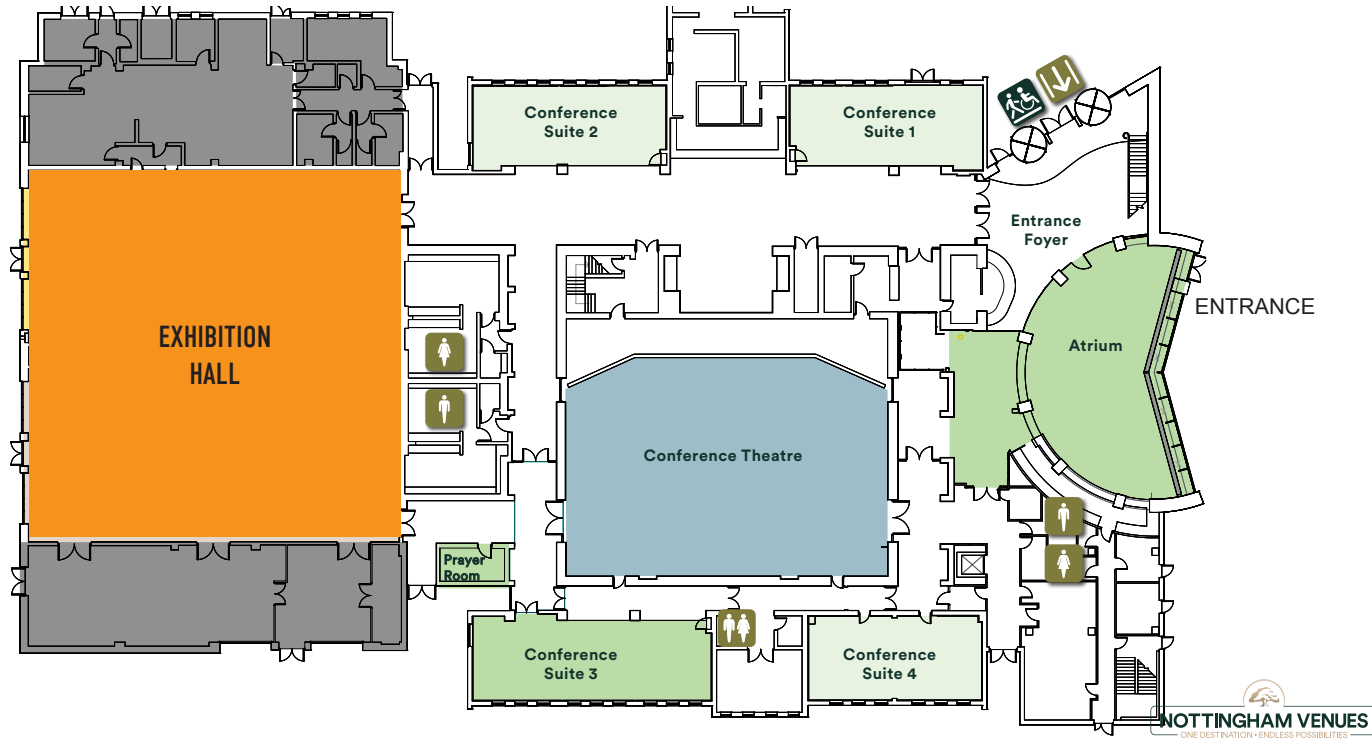 Conference
Suite 2
Conference
Suite 1
Entrance
Foyer
ENTRANCE
EXHIBITION
HALL
Atrium
Conference Theatre
Prayer
Room
Conference
Suite 3
Conference
Suite 4
NOTTINGHAM VENUES
ONE DESTINATION • ENDLESS POSSIBILITIES